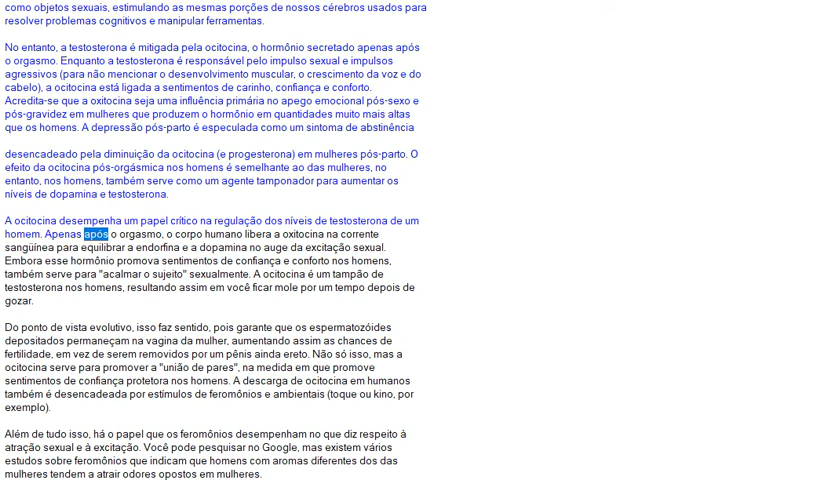 como objetos sexuais, estimulando as mesmas porções de nossos cérebros usados para
resolver problemas cognitivos e manipular ferramentas.
No entanto, a testosterona é mitigada pela ocitocina, o hormônio secretado apenas após
o orgasmo. Enquanto a testosterona é responsável pelo impulso sexual e impulsos
agressivos (para não mencionar o desenvolvimento muscular, o crescimento da voz e do
cabelo), a ocitocina está ligada a sentimentos de carinho, confiança e conforto.
Acredita-se que a oxitocina seja uma influência primária no apego emocional pós-sexo e
pós-gravidez em mulheres que produzem o hormônio em quantidades muito mais altas
que os homens. A depressão pós-parto é especulada como um sintoma de abstinência
desencadeado pela diminuição da ocitocina (e progesterona) em mulheres pós-parto. O
efeito da ocitocina pós-orgásmica nos homens é semelhante ao das mulheres, no
entanto, nos homens, também serve como um agente tamponador para aumentar os
níveis de dopamina e testosterona.
A ocitocina desempenha um papel crítico na regulação dos níveis de testosterona de um
homem. Apenas após o orgasmo, o corpo humano libera a oxitocina na corrente
sangüínea para equilibrar a endorfina e a dopamina no auge da excitação sexual.
Embora esse hormônio promova sentimentos de confiança e conforto nos homens,
também serve para "acalmar o sujeito" sexualmente. A ocitocina é um tampão de
testosterona nos homens, resultando assim em você ficar mole por um tempo depois de
gozar.
Do ponto de vista evolutivo, isso faz sentido, pois garante que os espermatozóides
depositados permaneçam na vagina da mulher, aumentando assim as chances de
fertilidade, em vez de serem removidos por um pênis ainda ereto. Não só isso, mas a
ocitocina serve para promover a "união de pares", na medida em que promove
sentimentos de confiança protetora nos homens. A descarga de ocitocina em humanos
também é desencadeada por estímulos de feromônios e ambientais (toque ou kino, por
exemplo).
Além de tudo isso, há o papel que os feromônios desempenham no que diz respeito à
atração sexual e à excitação. Você pode pesquisar no Google, mas existem vários
estudos sobre feromônios que indicam que homens com aromas diferentes dos das
mulheres tendem a atrair odores opostos em mulheres.